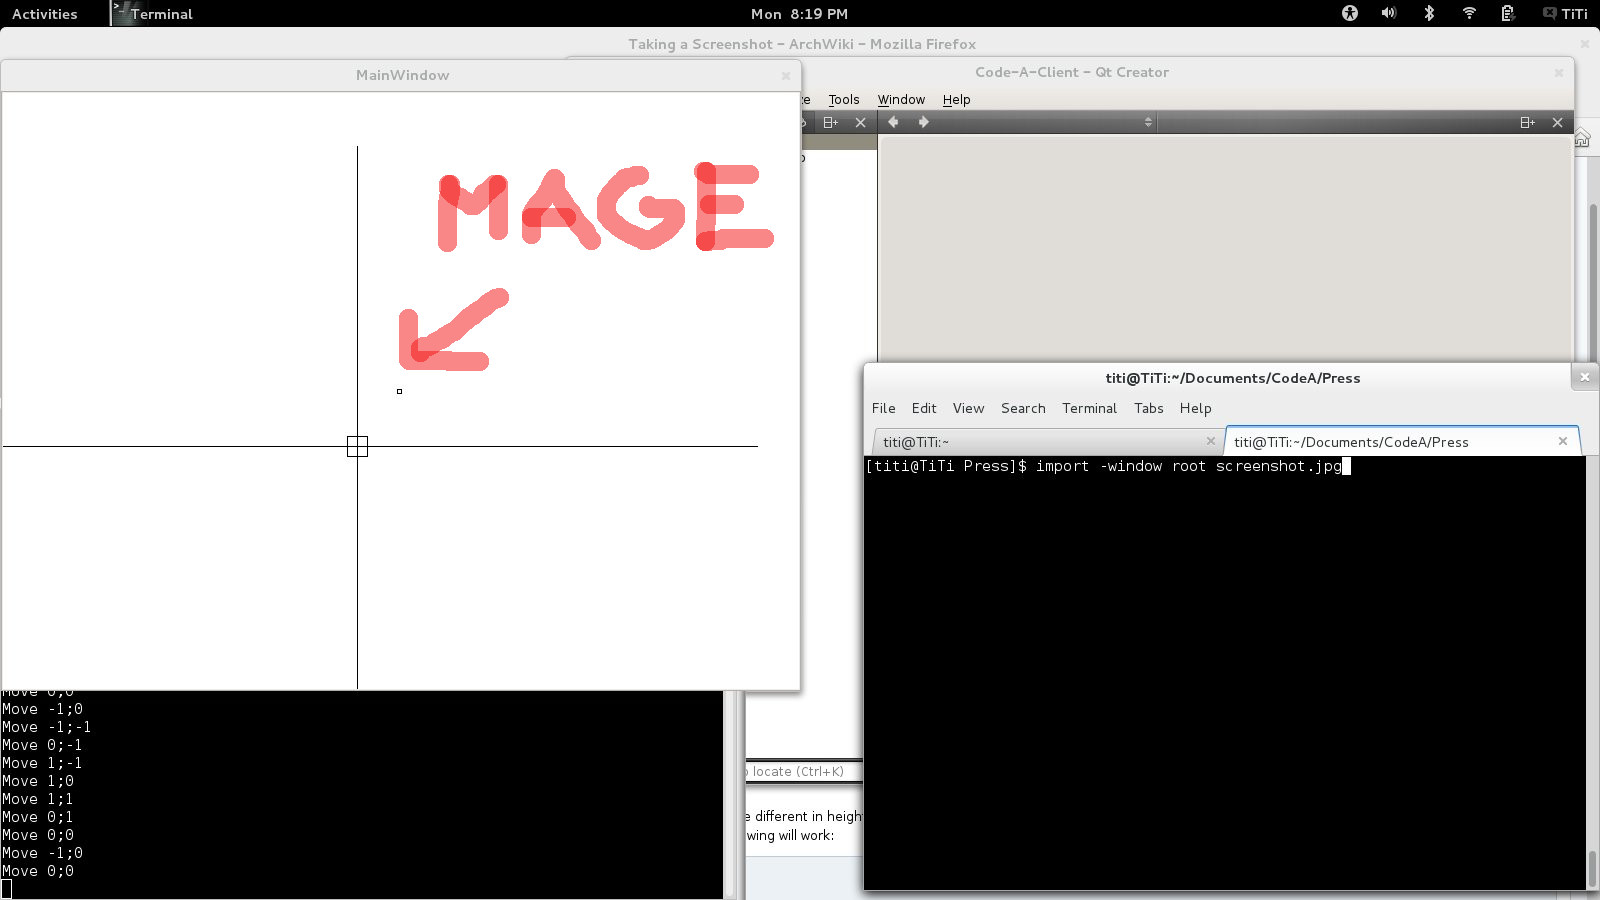 Activities Terminal Mon 8:19 PM TiTi
Taking a Screenshot - ArchWiki - Mozilla Firefox
Code-A-Client - Qt Creator
Tools Window Help
MainWindow
MAGE
titi@TiTi:~/Documents/CodeA/Press
File Edit View Search Terminal Tabs Help
titi@TiTi:~ titi@TiTi:~/Documents/CodeA/Press
[titi@TiTi Press]$ import -window root screenshot.jpg
Move 0;0
Move -1;0
Move -1;-1
Move 0;-1
Move 1;-1
Move 1;0
Move 1;1
Move 0;1
Move 0;0
Move -1;0
Move 0;0
locate (Ctrl+K)
different in heigh
wing will work: